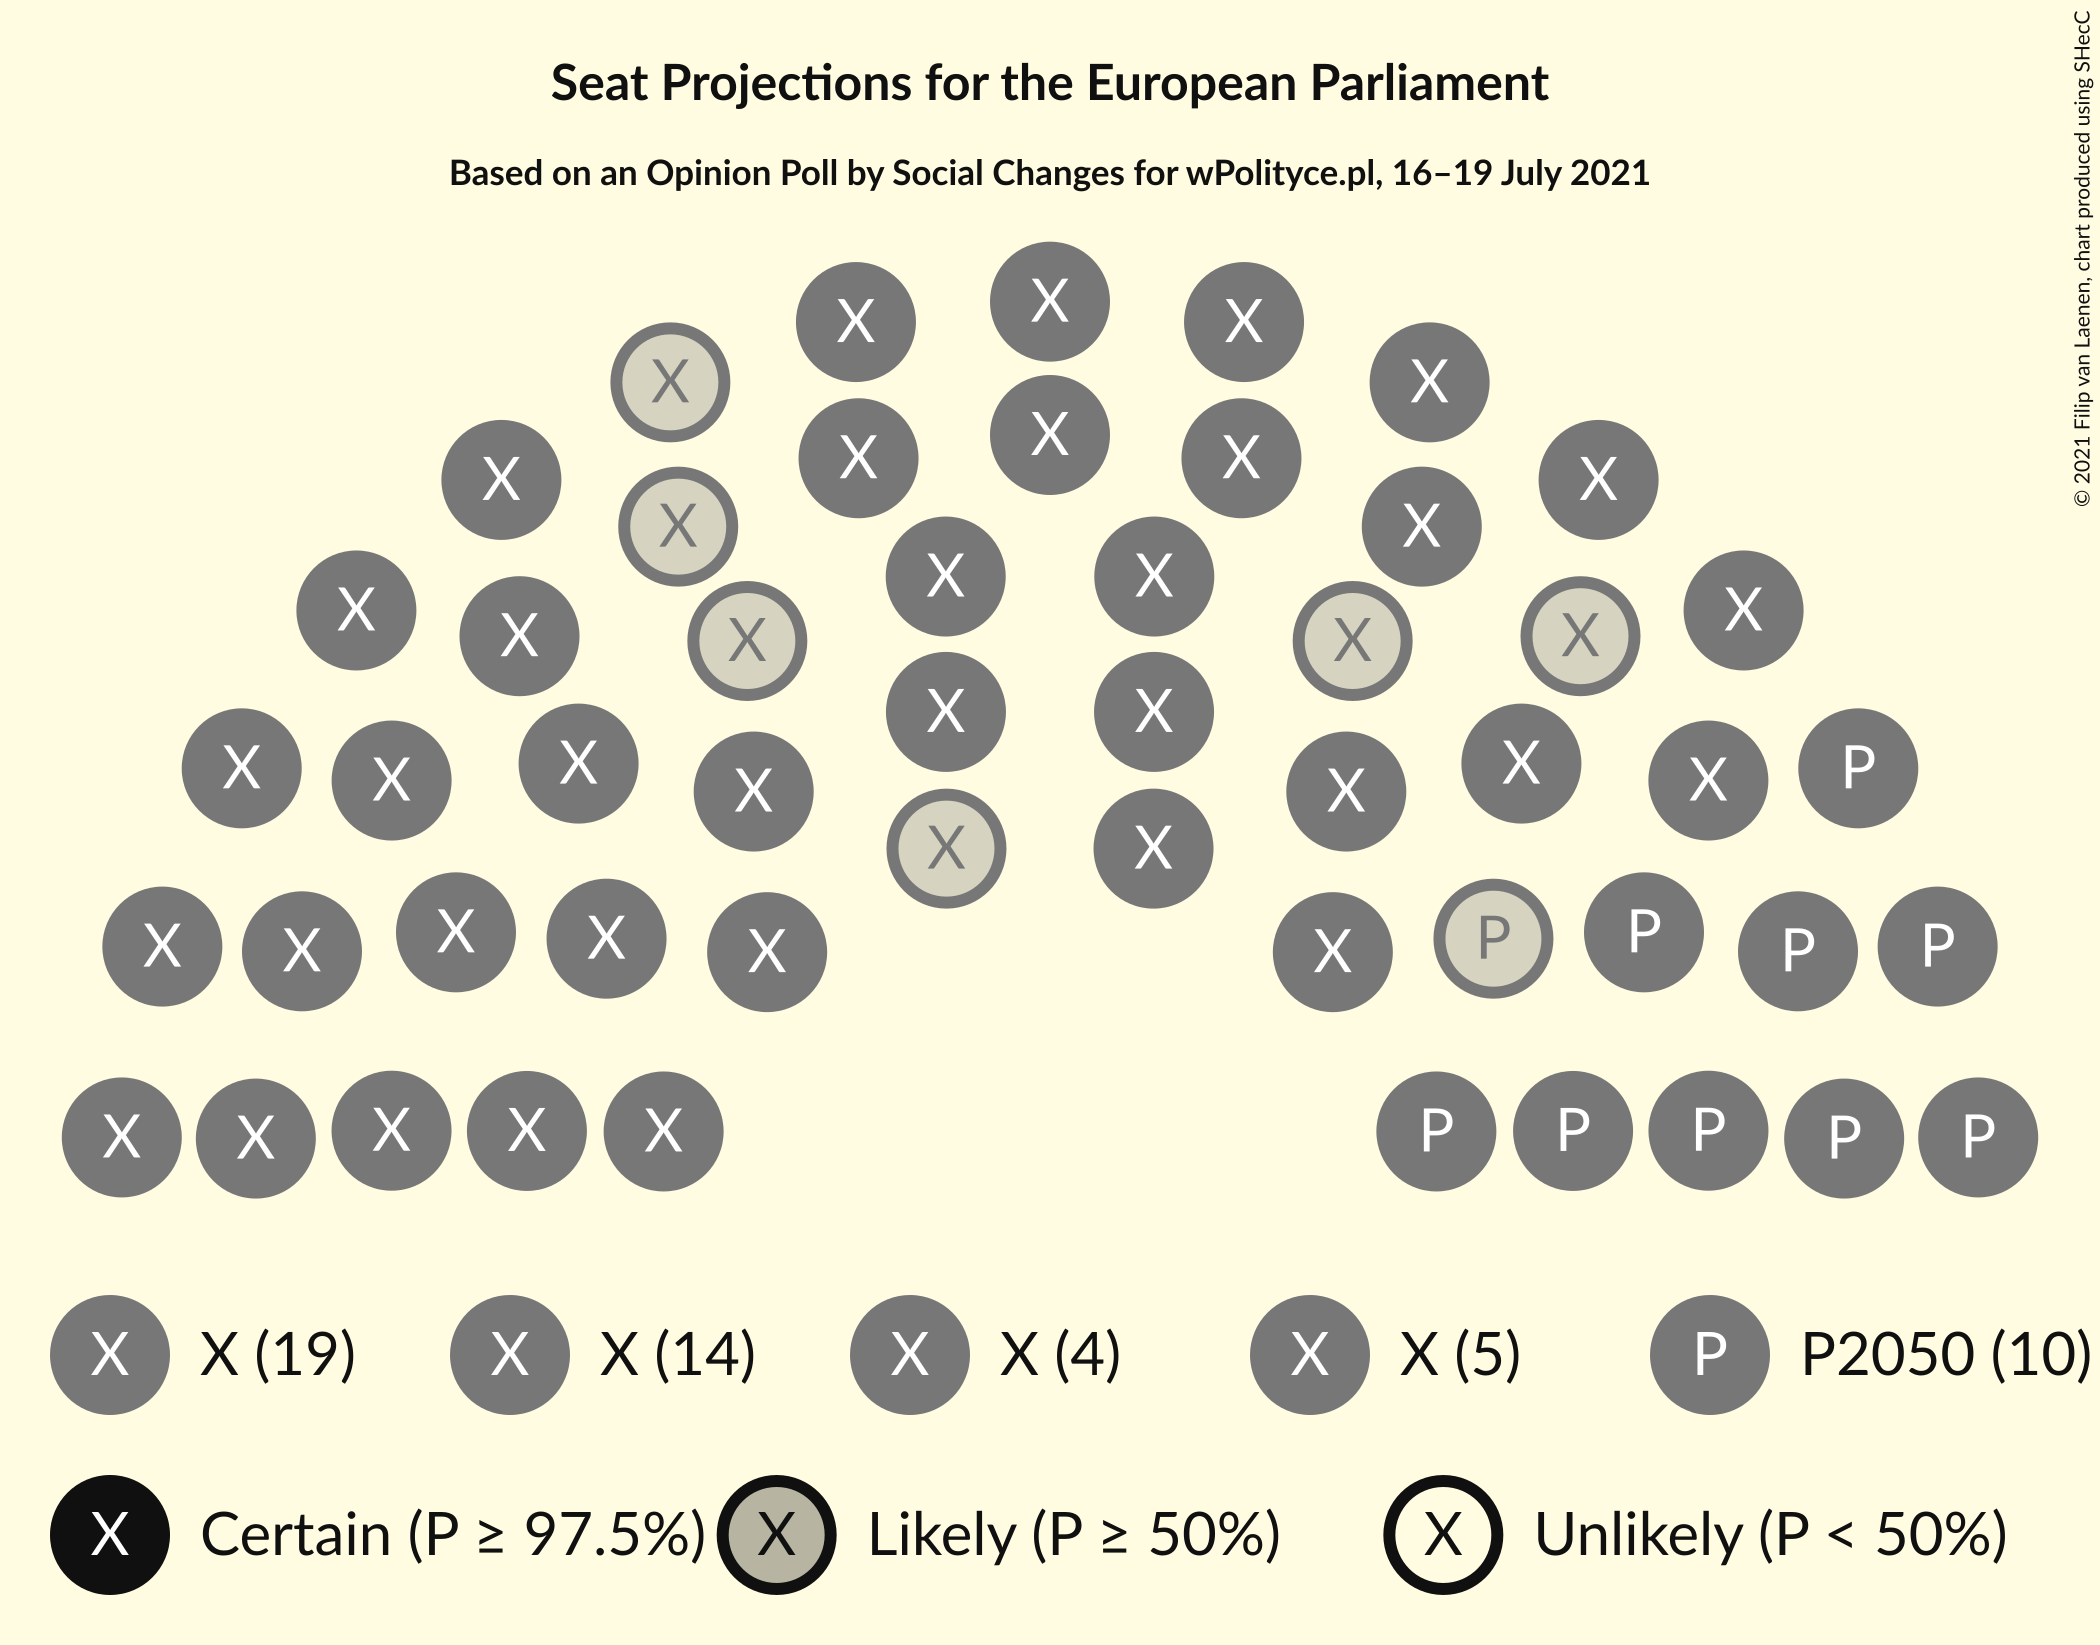 Seat Projections for the European Parliament
Based on an Opinion Poll by Social Changes for wPolityce.pl, 16–19 July 2021
© 2021 Filip van Laenen, chart produced using SHecC
X
X X
X X
X
X
X X
X X
X X
X X
X X
X X
X X X X
X X
X X X X
X X X X P
X X
X X P P
X P
X X P P
X X P P
X X X P P P
X X P P
X X (19) X X (14) X X (4) X X (5) P P2050 (10)
X Certain (P ≥ 97.5%) X Likely (P ≥ 50%) X Unlikely (P < 50%)